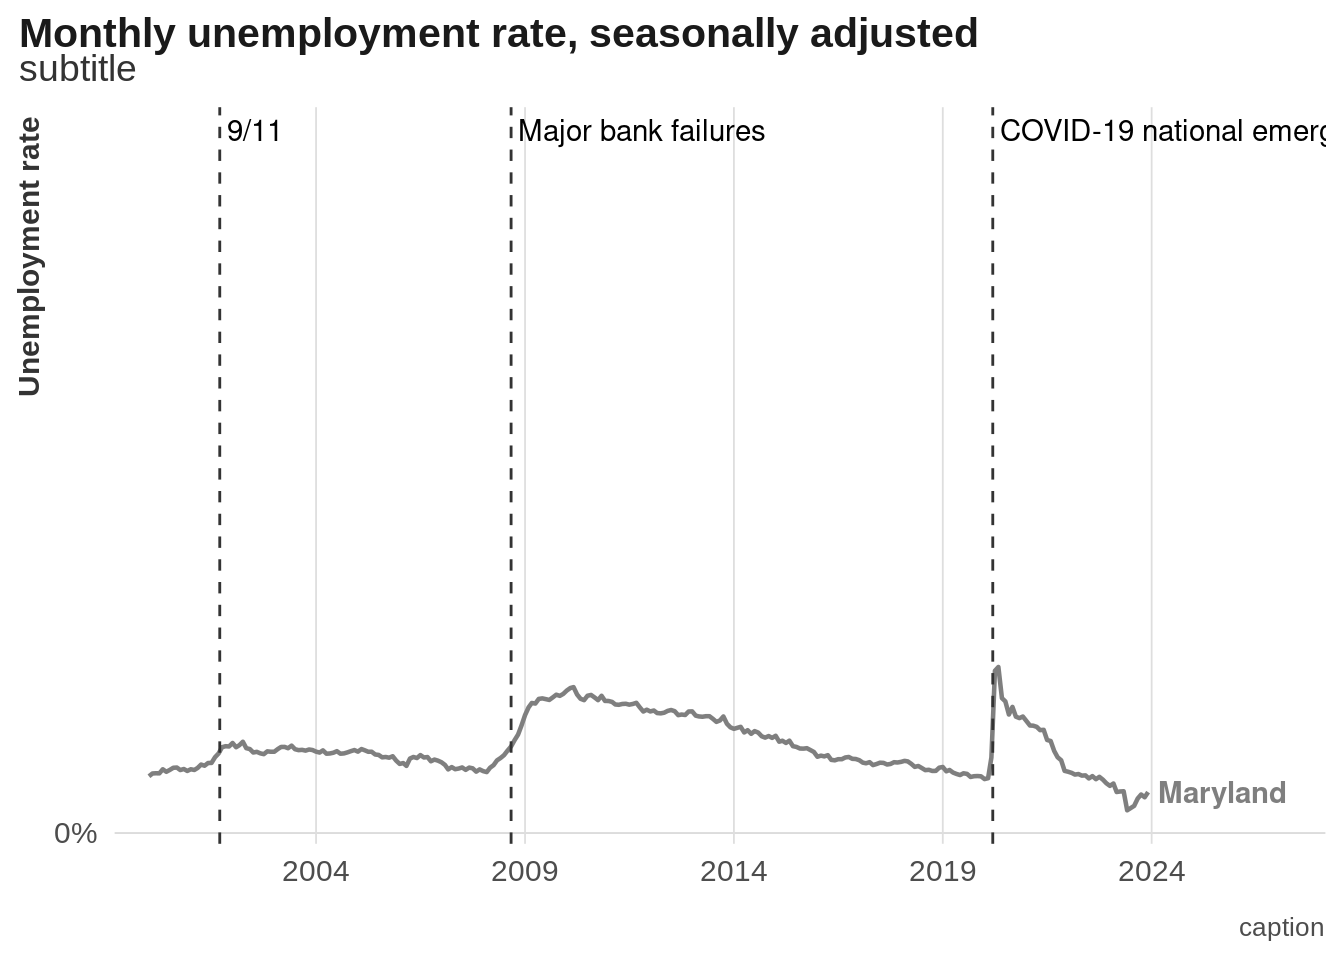 Monthly unemployment rate, seasonally adjusted
subtitle
Unemployment rate
9/11
Major bank failures
COVID-19 national emerg
Maryland
0%
2004
2009
2014
2019
2024
caption